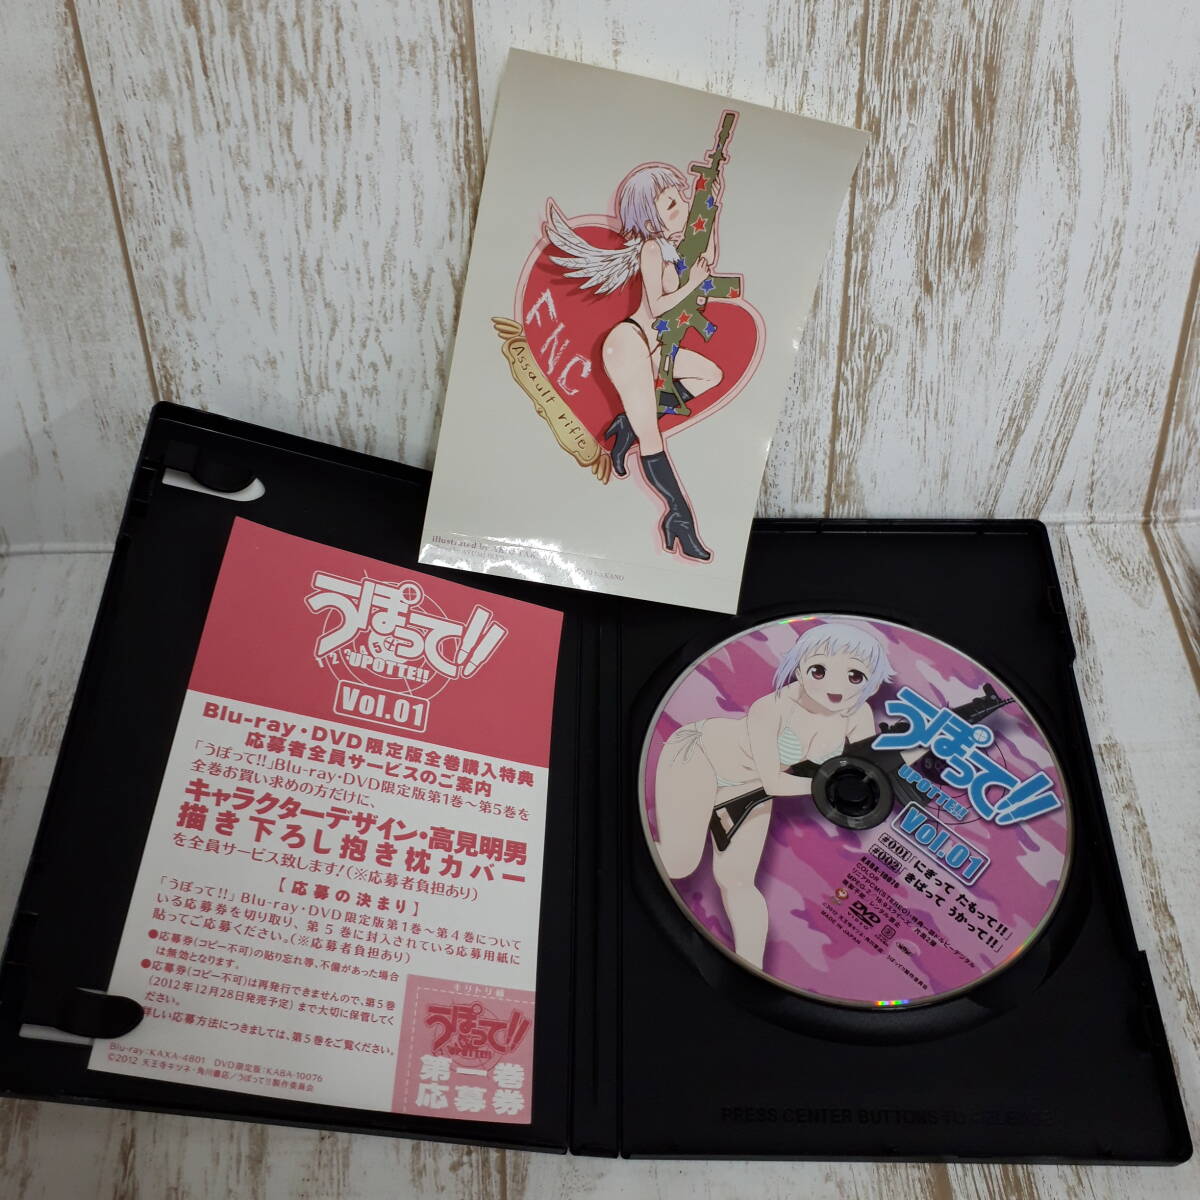 FNC
Assault rifle
illustrated by
うぽって!!
UPOTTE!!
Vol.01
Blu-ray・DVD限定版全巻購入特典
応募者全員サービスのご案内
「うぽって!!」Blu-ray・DVD限定版第1巻〜第5巻を
全巻お買い求めの方だけに、
キャラクターデザイン・高見明男
描き下ろし抱き枕カバー
を全員サービス致します!(※応募者負担あり)
【応募の決まり】
「うぽって!!」Blu-ray・DVD限定版第1巻〜第4巻について
いる応募券を切り取り、第5巻に封入されている応募用紙に
貼ってご応募ください。(※応募者負担あり)
●応募券(コピー不可)の貼り忘れ等、不備があった場合
は無効となります。
●応募券(コピー不可)は再発行できませんので、第5巻
(2012年12月28日発売予定)まで大切に保管してく
ださい。
詳しい応募方法につきましては、第5巻をご覧ください。
Blu-ray:KAXA-4801 DVD限定版:KABA-10076
©2012 天王寺キツネ・角川書店/うぽって!!製作委員会
キリトリ線
うぽって!!
UPOTTE!!
第一巻
応募券
うぽって!!
UPOTTE!!
Vol.01
#001「にぎって たもって!!」
#002「きばって うかって!!」
KABA-10076
COLOR
MPEG-2
複製不能
レンタル禁止
DVD
VIDEO
MADE IN JAPAN
PRESS CENTER BUTTONS TO RELEASE